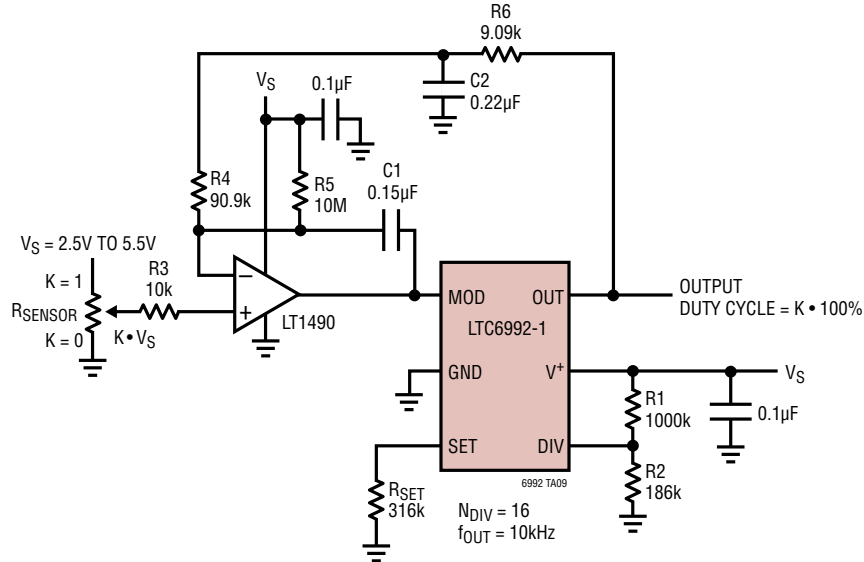 R6
9.09k
VS
0.1µF
C2
0.22µF
C1
0.15µF
R4
90.9k
R5
10M
VS = 2.5V TO 5.5V
K = 1
R3
10k
RSENSOR
K • VS
K = 0
−
+
LT1490
MOD
OUT
LTC6992-1
GND
V+
SET
DIV
OUTPUT
DUTY CYCLE = K • 100%
VS
R1
1000k
0.1µF
R2
186k
6992 TA09
RSET
316k
NDIV = 16
fOUT = 10kHz